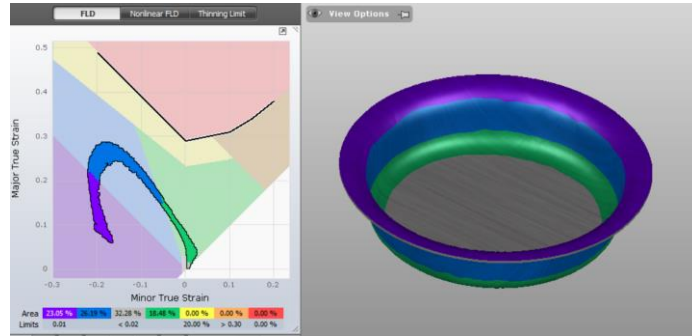 FLD Nonlinear FLD Thinning Limit
View Options
0.5
0.4
0.3
0.2
0.1
0
Major True Strain
-0.3 -0.2 -0.1 0 0.1 0.2
Minor True Strain
Area 23.05 % 26.19 % 32.28 % 18.48 % 0.00 % 0.00 % 0.00 %
Limits 0.01 < 0.02 20.00 % > 0.30 0.00 %